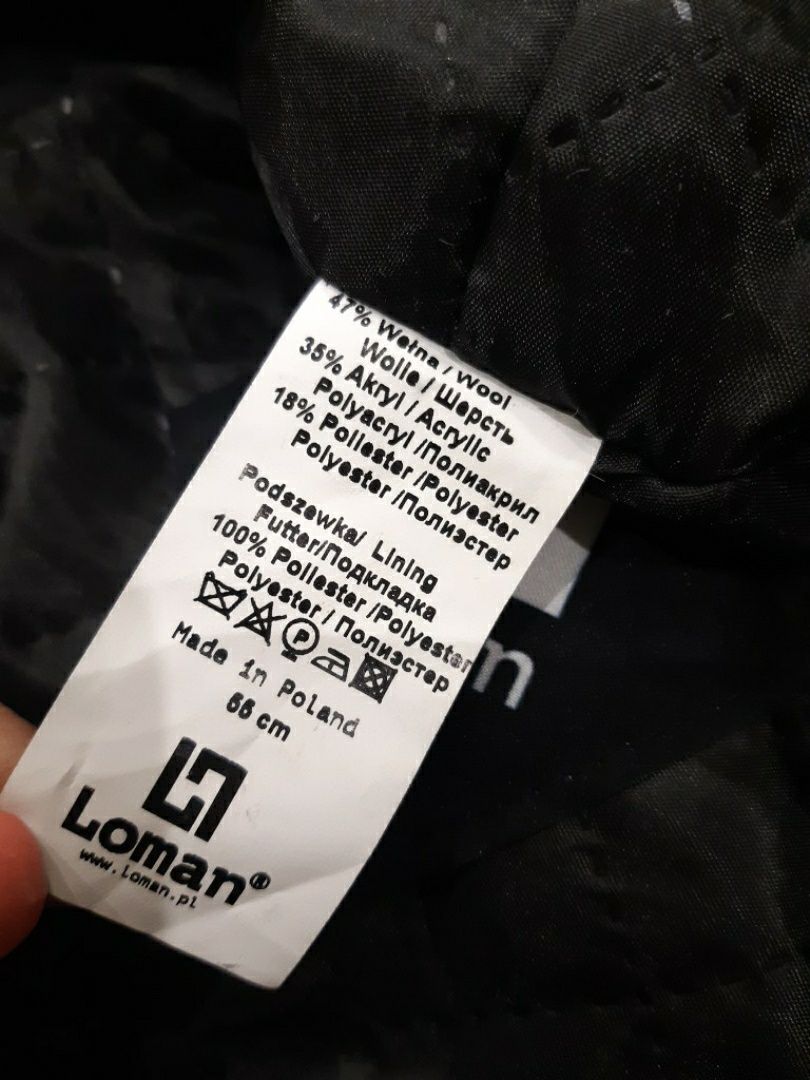 47% Wełna / Wool
Wolle / Шерсть
35% Akryl / Acrylic
Polyacryl /Полиакрил
18% Poliester /Polyester
Polyester /Полиэстер
Podszewka/ Lining
Futter/Подкладка
100% Poliester /Polyester
Polyester / Полиэстер
P
Made in Poland
55 cm
Loman®
www.Loman.pl